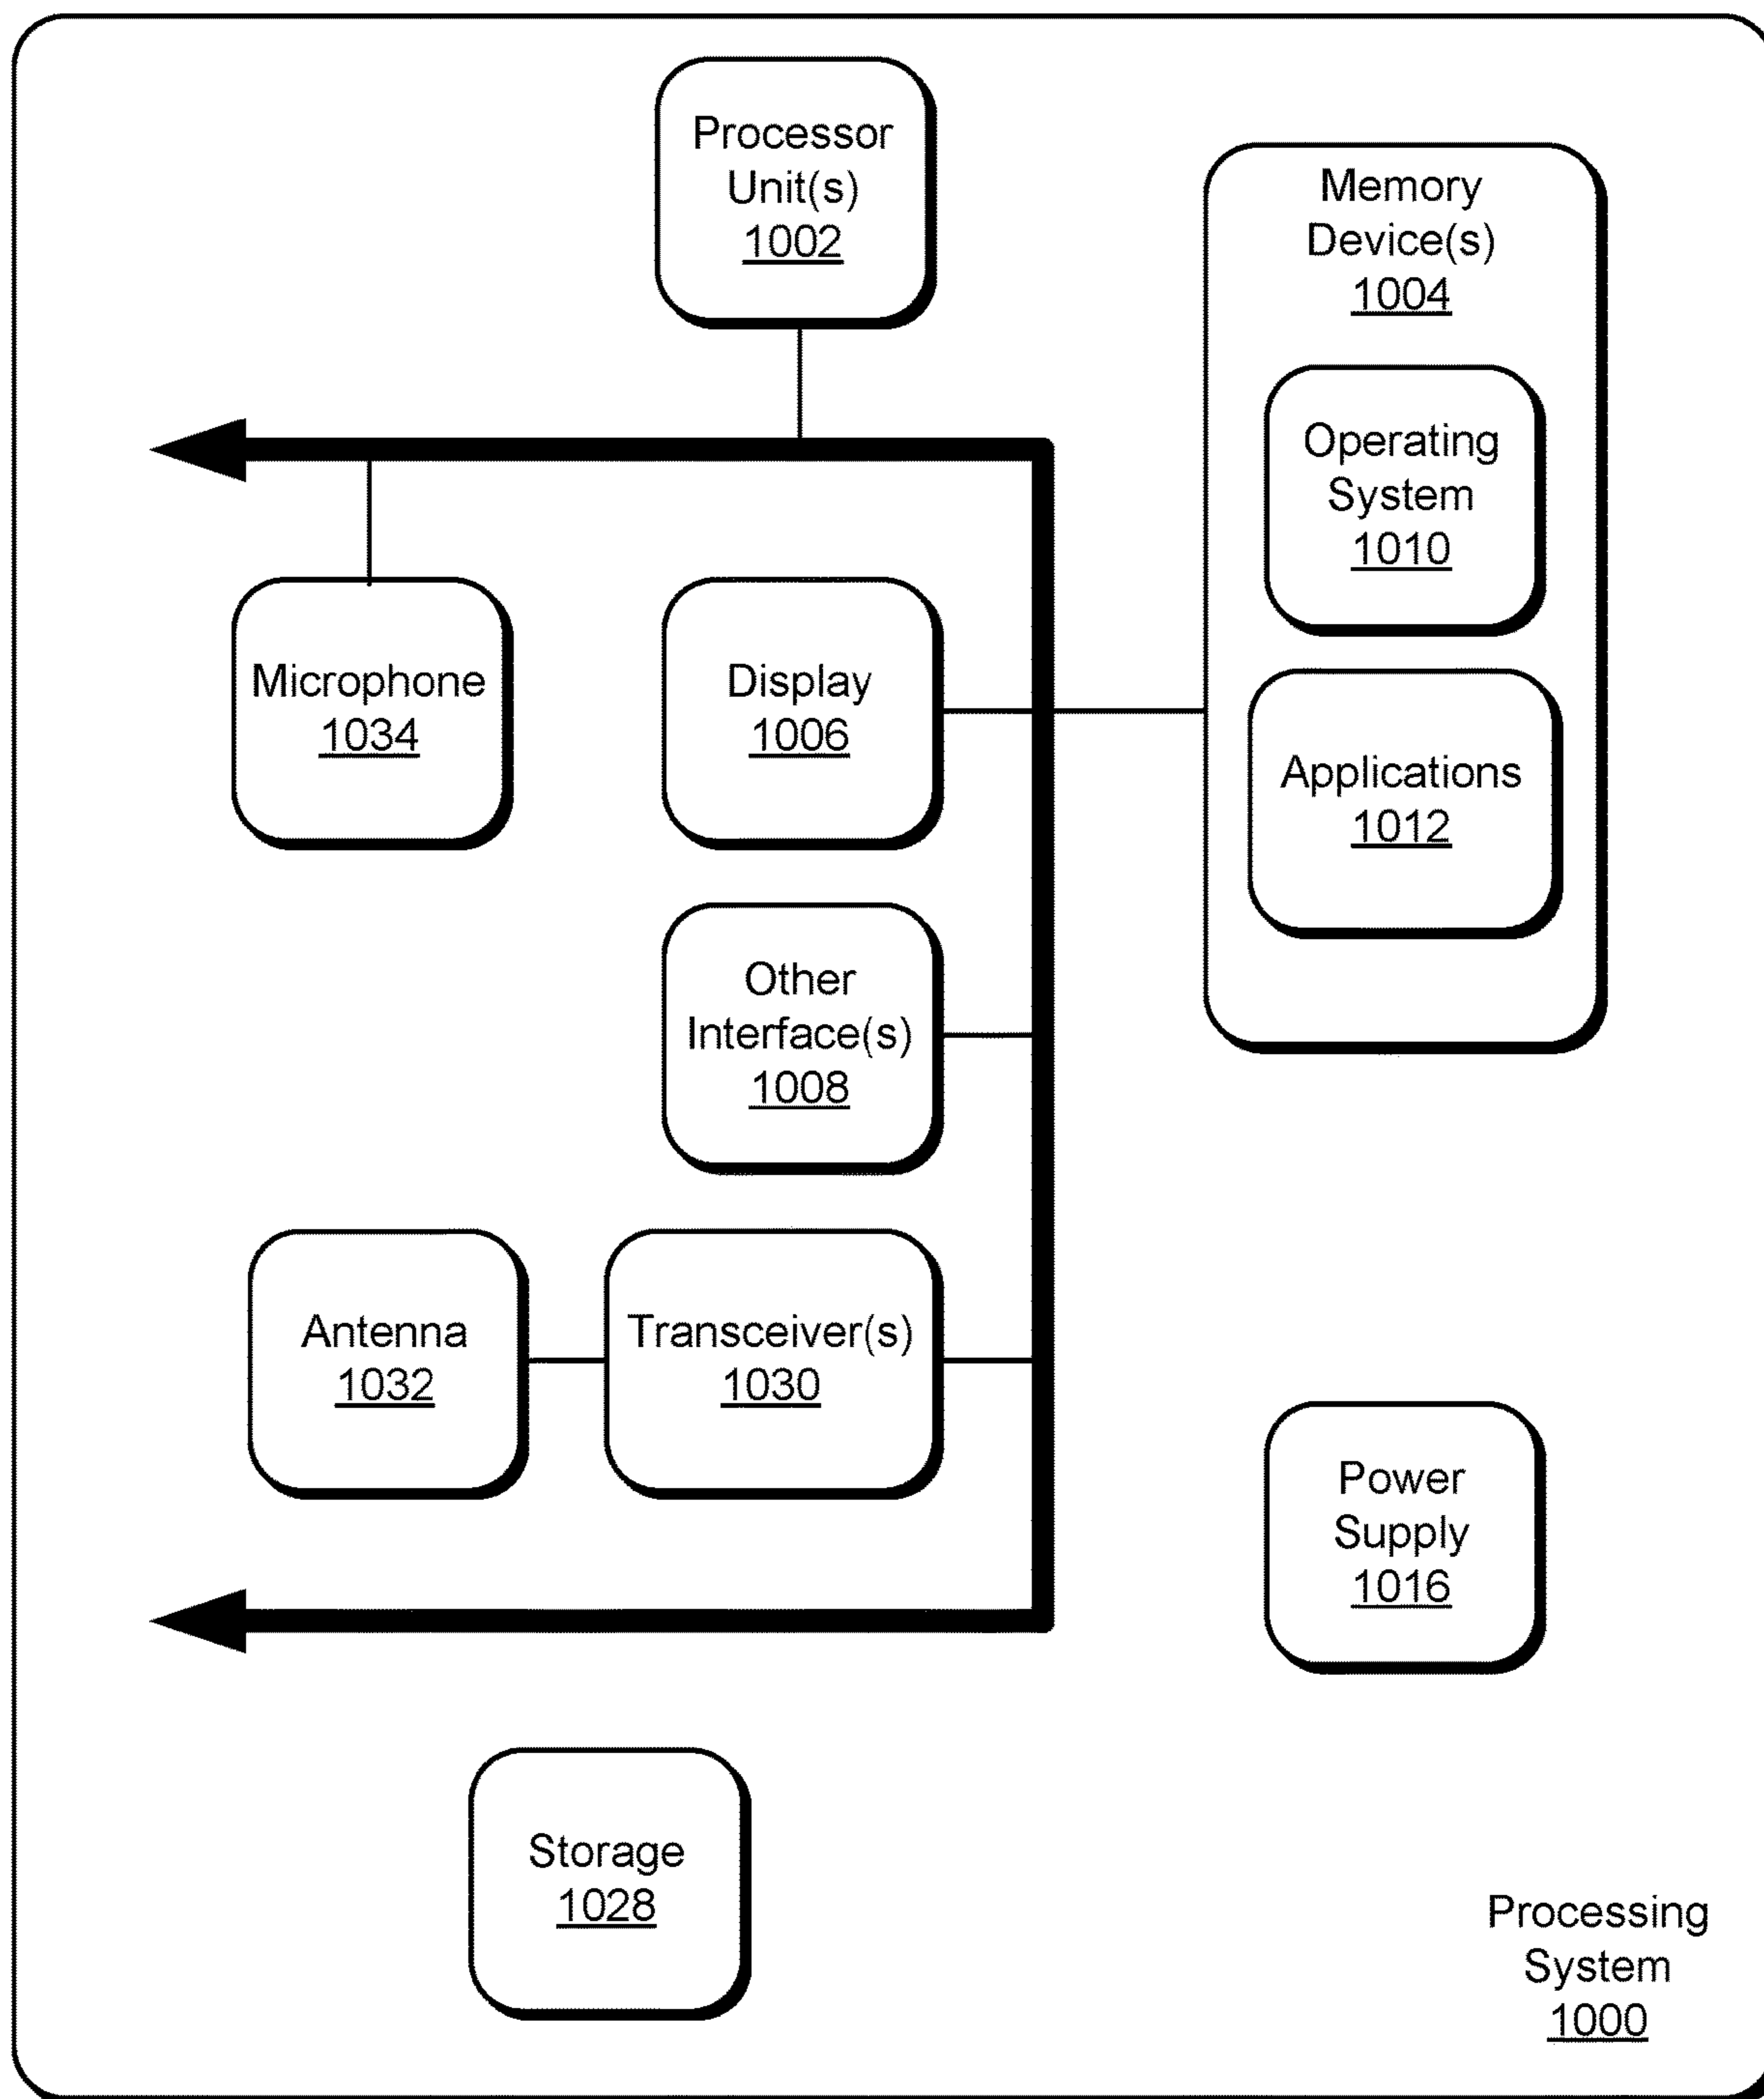 Processor
Unit(s)
1002
Memory
Device(s)
1004
Operating
System
1010
Microphone
1034
Display
1006
Applications
1012
Other
Interface(s)
1008
Antenna
1032
Transceiver(s)
1030
Power
Supply
1016
Storage
1028
Processing
System
1000